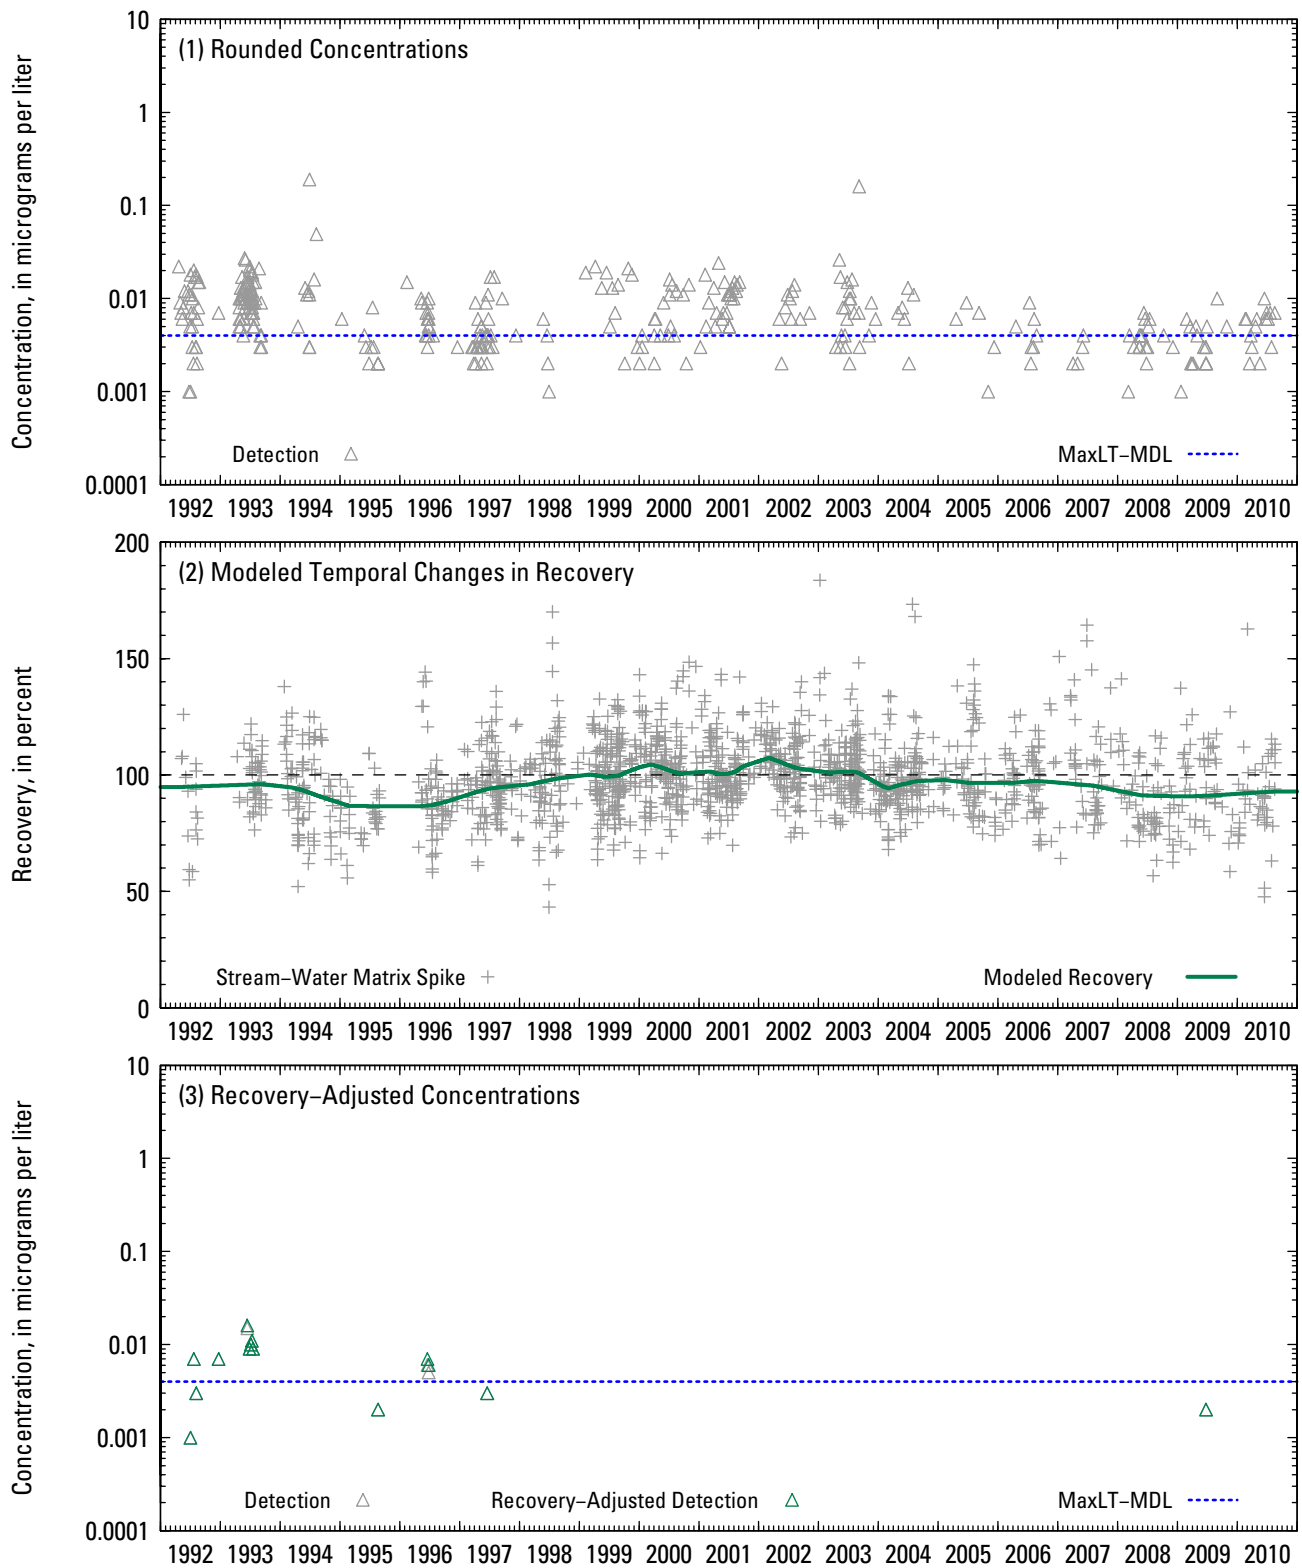 Concentration, in micrograms per liter
10
1
0.1
0.01
0.001
0.0001
(1) Rounded Concentrations
Detection
MaxLT–MDL
1992 1993 1994 1995 1996 1997 1998 1999 2000 2001 2002 2003 2004 2005 2006 2007 2008 2009 2010
Recovery, in percent
200
150
100
50
0
(2) Modeled Temporal Changes in Recovery
Stream–Water Matrix Spike
Modeled Recovery
1992 1993 1994 1995 1996 1997 1998 1999 2000 2001 2002 2003 2004 2005 2006 2007 2008 2009 2010
Concentration, in micrograms per liter
10
1
0.1
0.01
0.001
0.0001
(3) Recovery–Adjusted Concentrations
Detection
Recovery–Adjusted Detection
MaxLT–MDL
1992 1993 1994 1995 1996 1997 1998 1999 2000 2001 2002 2003 2004 2005 2006 2007 2008 2009 2010